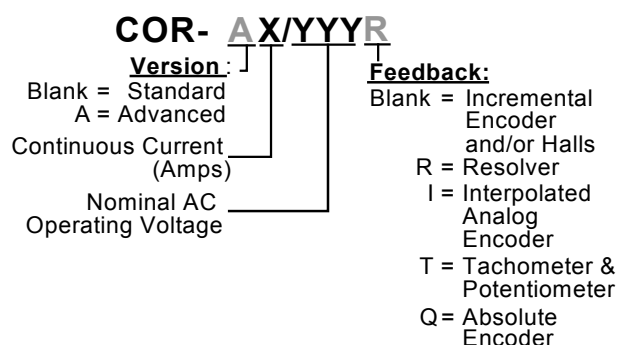 COR- AX/YYYR
Version :
Blank = Standard
A = Advanced
Continuous Current
(Amps)
Nominal AC
Operating Voltage
Feedback:
Blank = Incremental
Encoder
and/or Halls
R = Resolver
I = Interpolated
Analog
Encoder
T = Tachometer &
Potentiometer
Q = Absolute
Encoder